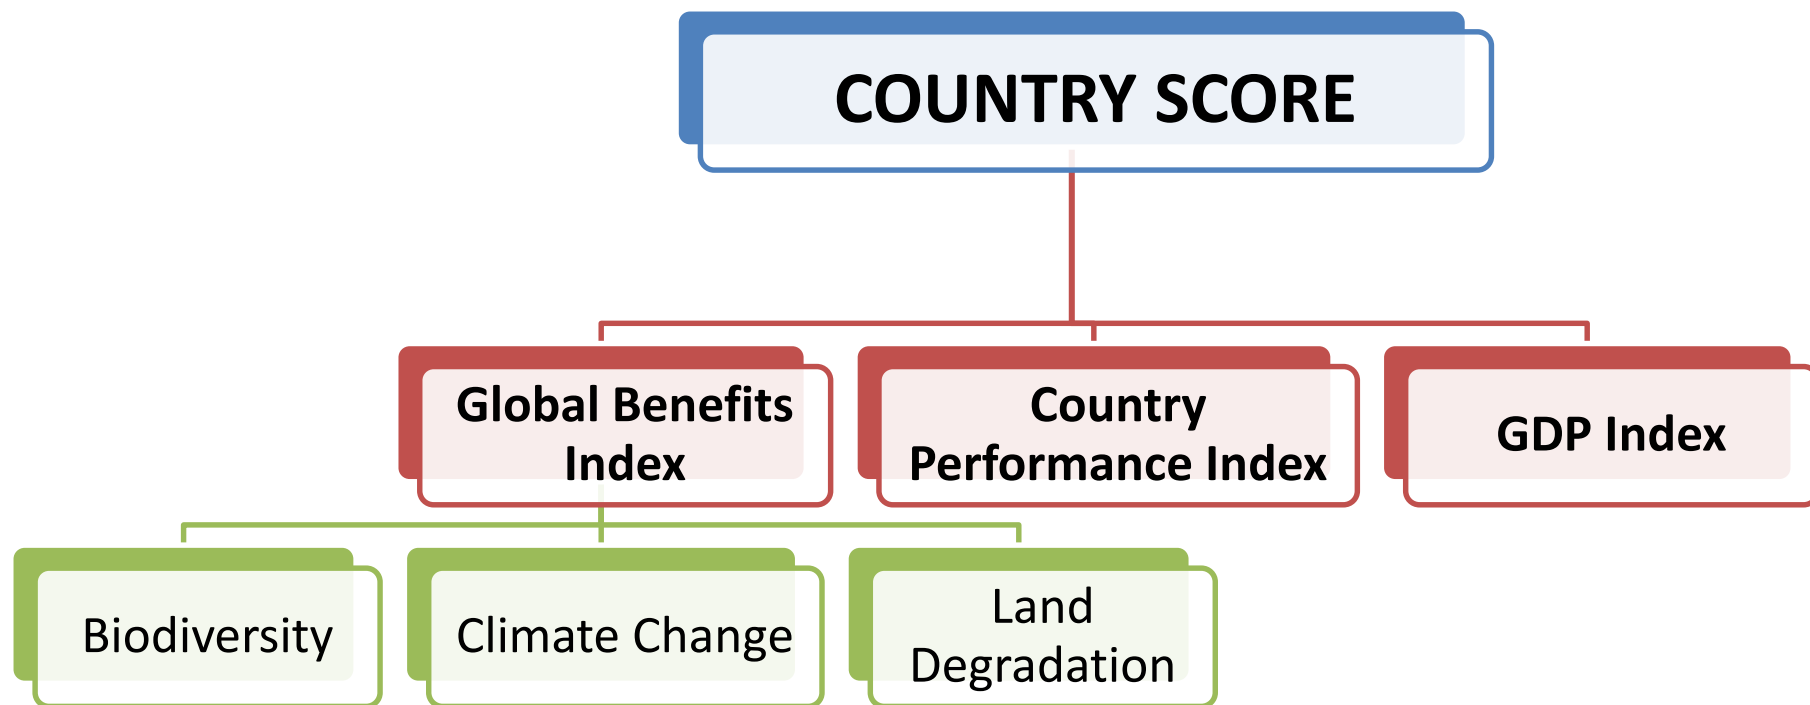 COUNTRY SCORE
Global Benefits
Index
Country
Performance Index
GDP Index
Biodiversity
Climate Change
Land
Degradation